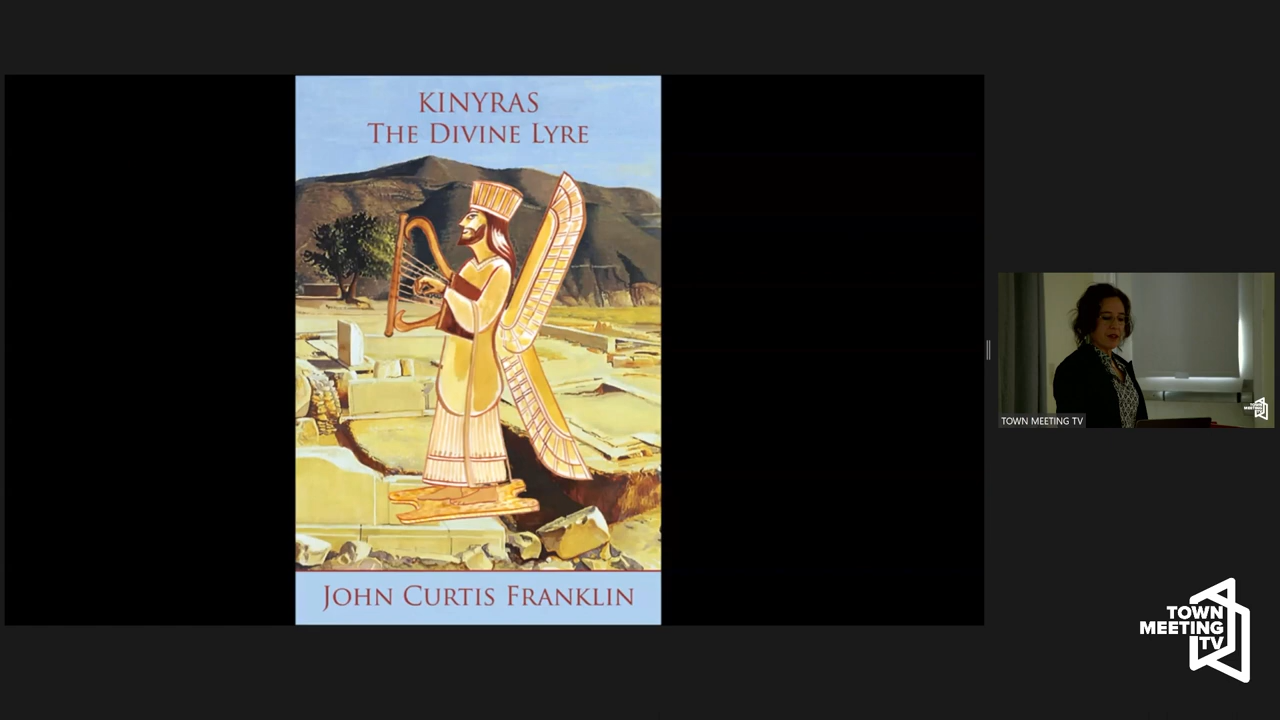 KINYRAS
THE DIVINE LYRE
JOHN CURTIS FRANKLIN
TOWN MEETING TV
TOWN
MEETING
TV